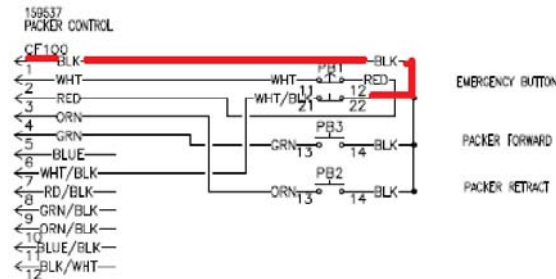 159537
PACKER CONTROL
CF100
BLK BLK
1 PB1
WHT WHT RED EMERGENCY BUTTON
2 11 12
RED WHT/BLK
3 21 22
ORN
4 PB3
GRN GRN BLK PACKER FORWARD
5 13 14
BLUE
6 PB2
WHT/BLK
7
RD/BLK ORN BLK PACKER RETRACT
8 13 14
GRN/BLK
9
ORN/BLK
10
BLUE/BLK
11
BLK/WHT
12